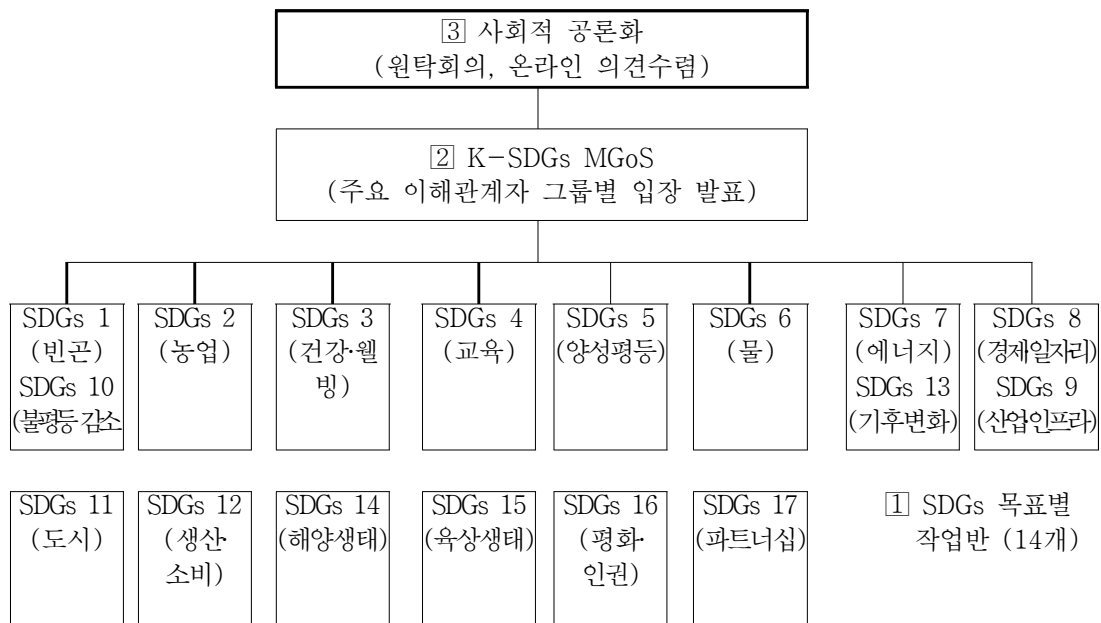 3 사회적 공론화
(원탁회의, 온라인 의견수렴)
2 K-SDGs MGoS
(주요 이해관계자 그룹별 입장 발표)
SDGs 1
(빈곤)
SDGs 10
(불평등 감소
SDGs 2
(농업)
SDGs 3
(건강·웰
빙)
SDGs 4
(교육)
SDGs 5
(양성평등)
SDGs 6
(물)
SDGs 7
(에너지)
SDGs 13
(기후변화)
SDGs 8
(경제일자리)
SDGs 9
(산업인프라)
SDGs 11
(도시)
SDGs 12
(생산·
소비)
SDGs 14
(해양생태)
SDGs 15
(육상생태)
SDGs 16
(평화·
인권)
SDGs 17
(파트너십)
1 SDGs 목표별
작업반 (14개)